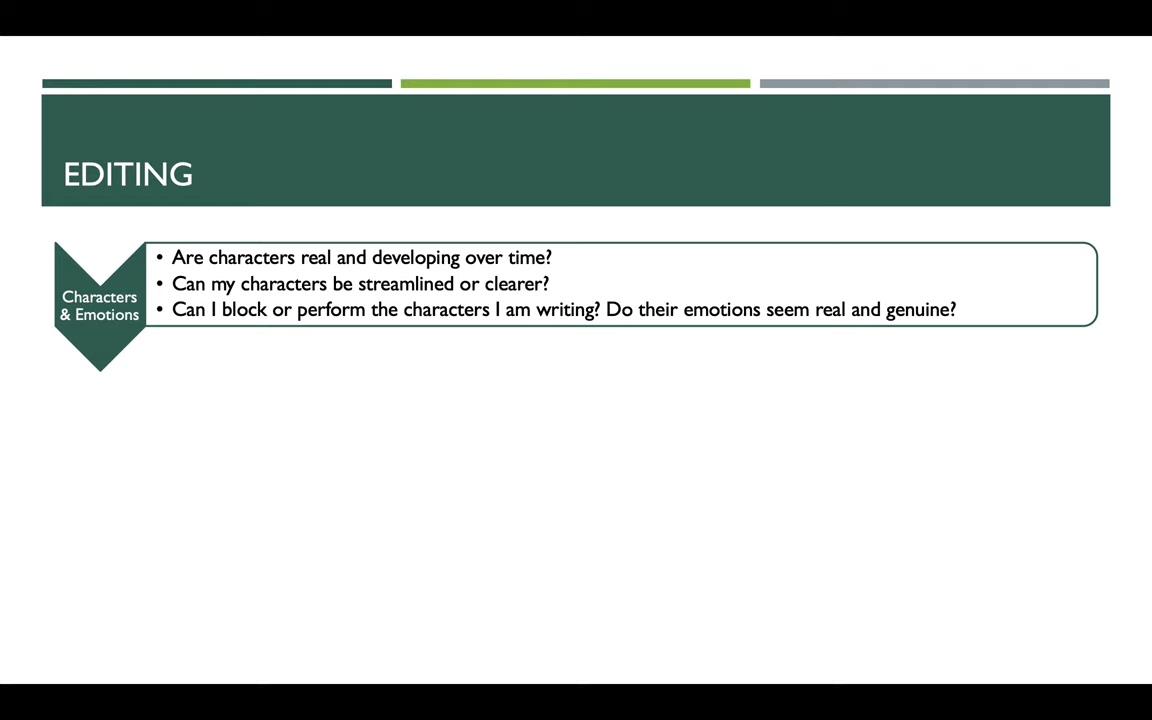 EDITING
Characters
& Emotions
• Are characters real and developing over time?
• Can my characters be streamlined or clearer?
• Can I block or perform the characters I am writing? Do their emotions seem real and genuine?